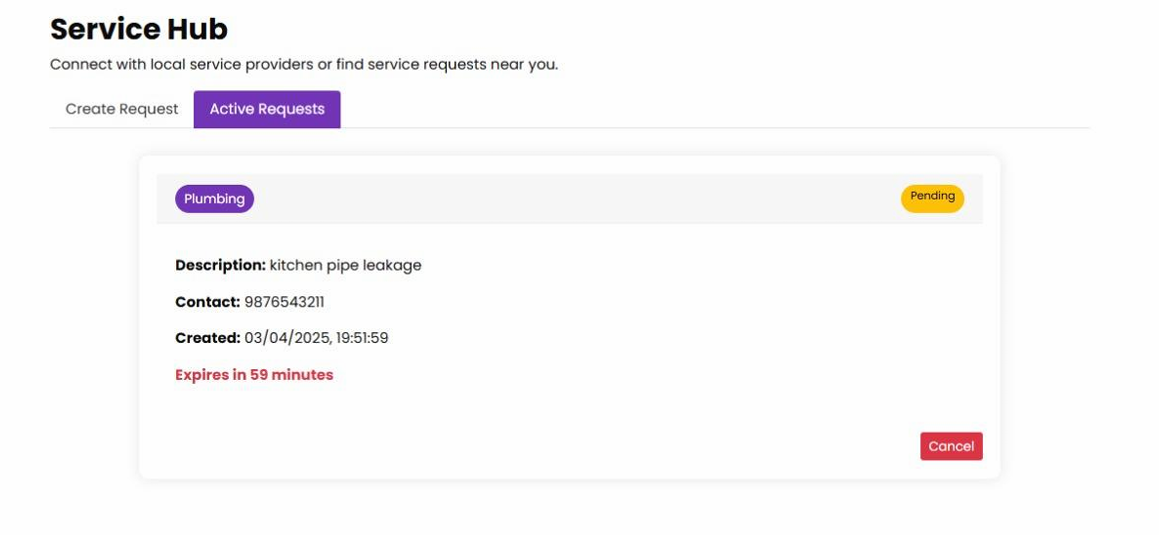 Service Hub
Connect with local service providers or find service requests near you.
Create Request Active Requests
Plumbing Pending
Description: kitchen pipe leakage
Contact: 9876543211
Created: 03/04/2025, 19:51:59
Expires in 59 minutes
Cancel